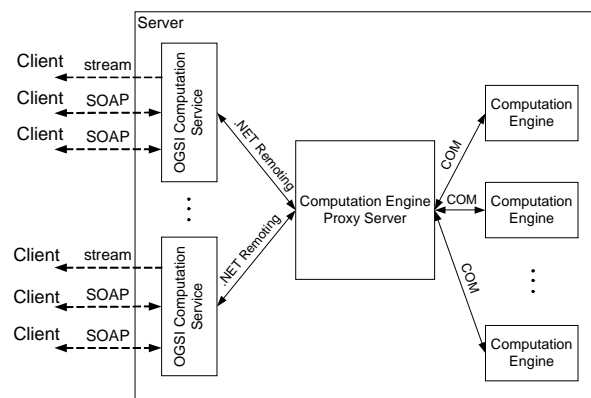 Server
Client
stream
Client
SOAP
Client
SOAP
OGSI Computation
Service
.NET Remoting
Client
stream
Client
SOAP
Client
SOAP
OGSI Computation
Service
.NET Remoting
Computation Engine
Proxy Server
COM
Computation
Engine
COM
Computation
Engine
COM
Computation
Engine